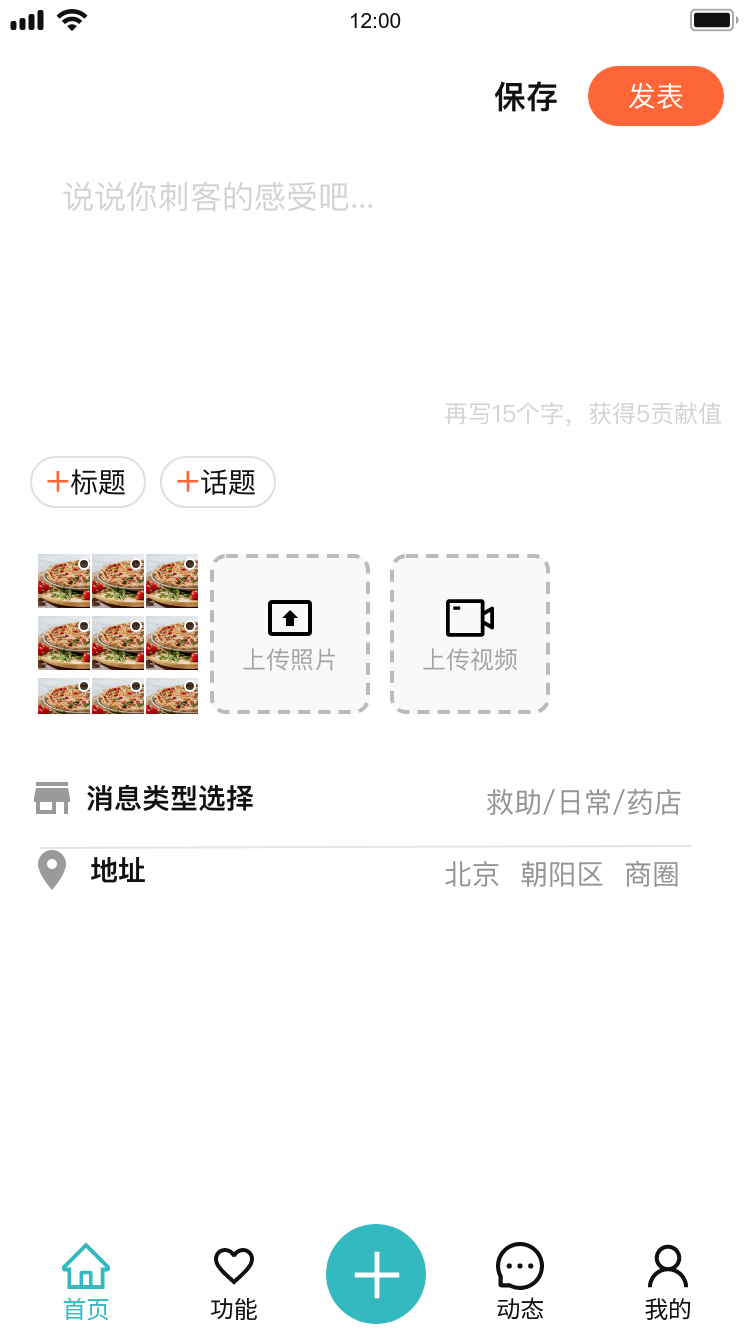 12:00
保存 发表
说说你刺客的感受吧...
再写15个字，获得5贡献值
+标题 +话题
上传照片 上传视频
消息类型选择 救助/日常/药店
地址 北京 朝阳区 商圈
首页 功能 动态 我的